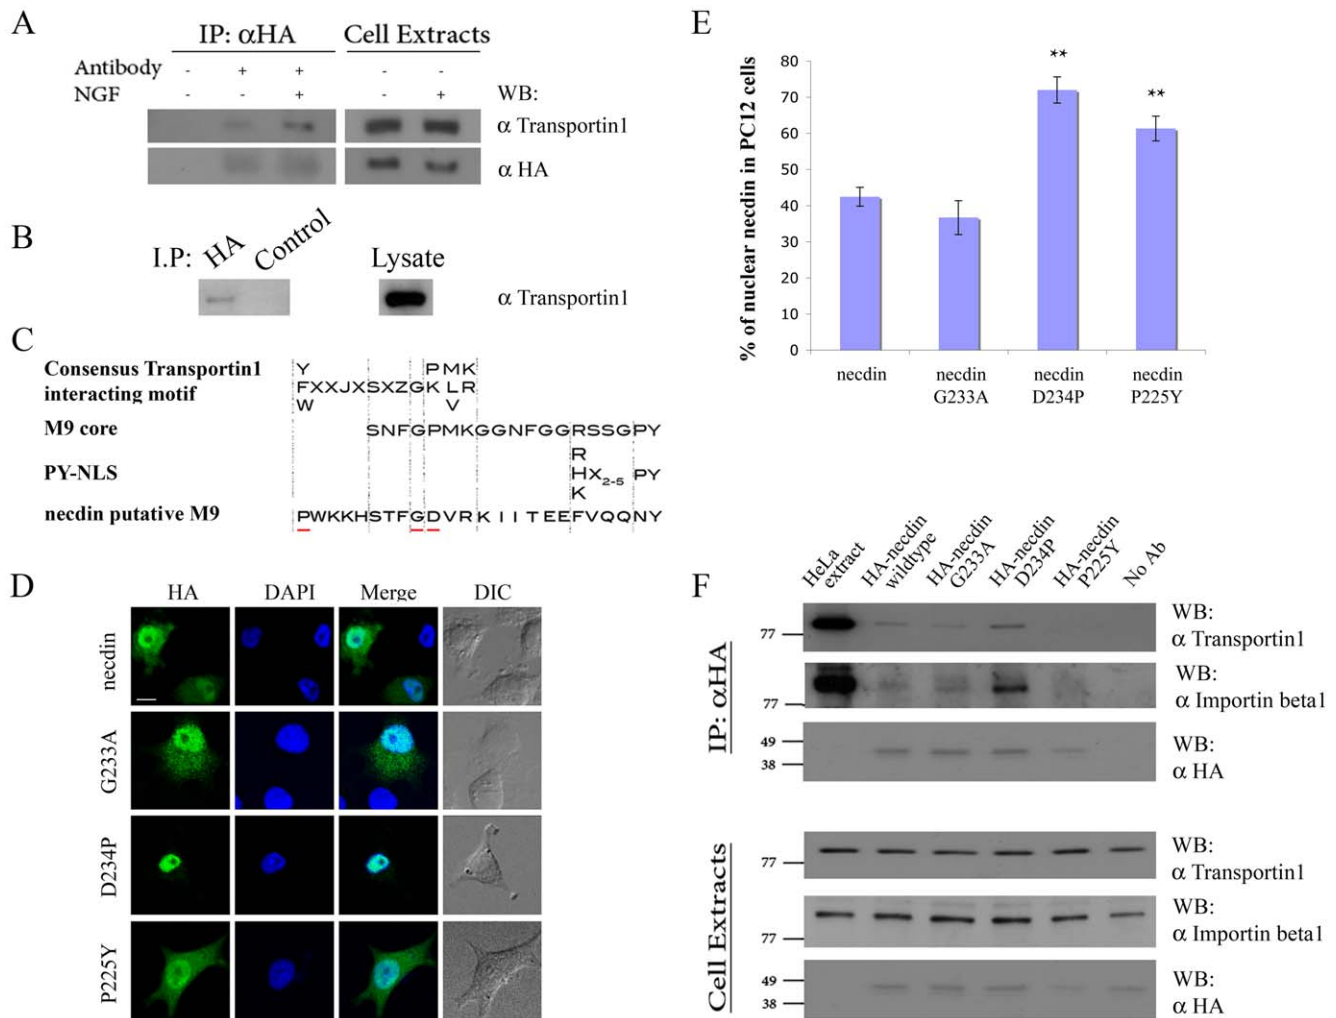 A
IP: αHA Cell Extracts
Antibody - + + - -
NGF - - + - + WB:
α Transportin1
α HA
B
I.P: HA Control Lysate
α Transportin1
C
Consensus Transportin1 interacting motif
Y PMK
FXXJXSXZGKLR
W V
M9 core SNFGPMKGGNFGGRSSGPY
PY-NLS
R
HX2-5 PY
K
necdin putative M9 PWKKHSTFGDVRKIITEEFVQQNY
D
HA DAPI Merge DIC
necdin
G233A
D234P
P225Y
E
% of nuclear necdin in PC12 cells
80
70
60
50
40
30
20
10
0
** **
necdin
necdin G233A
necdin D234P
necdin P225Y
F
HeLa extract
HA-necdin wildtype
HA-necdin G233A
HA-necdin D234P
HA-necdin P225Y
No Ab
IP: αHA
77
WB:
α Transportin1
77
WB:
α Importin beta1
49
38
WB:
α HA
Cell Extracts
77
WB:
α Transportin1
77
WB:
α Importin beta1
49
38
WB:
α HA